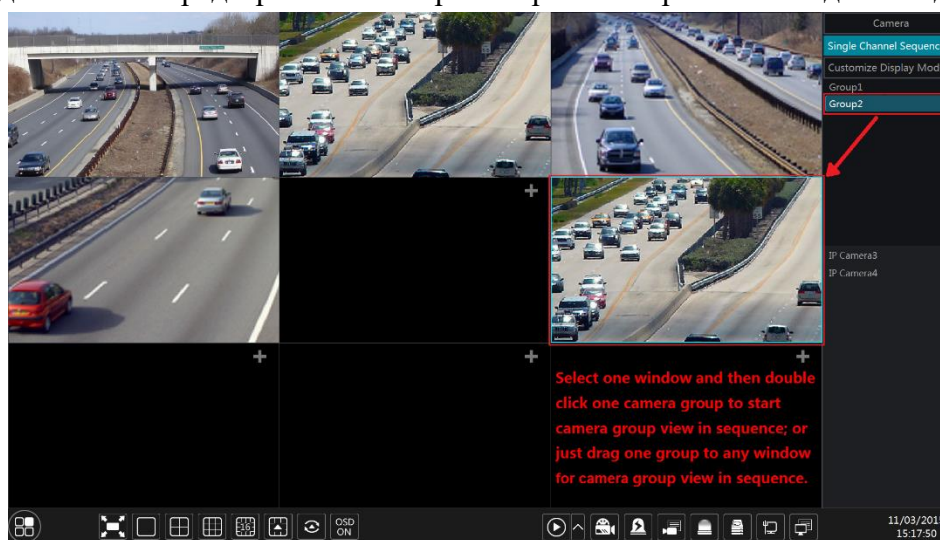 Camera
Single Channel Sequenc
Customize Display Mod
Group1
Group2
IP Camera3
IP Camera4
Select one window and then double
click one camera group to start
camera group view in sequence; or
just drag one group to any window
for camera group view in sequence.
16
OSD
ON
11/03/2015
15:17:50